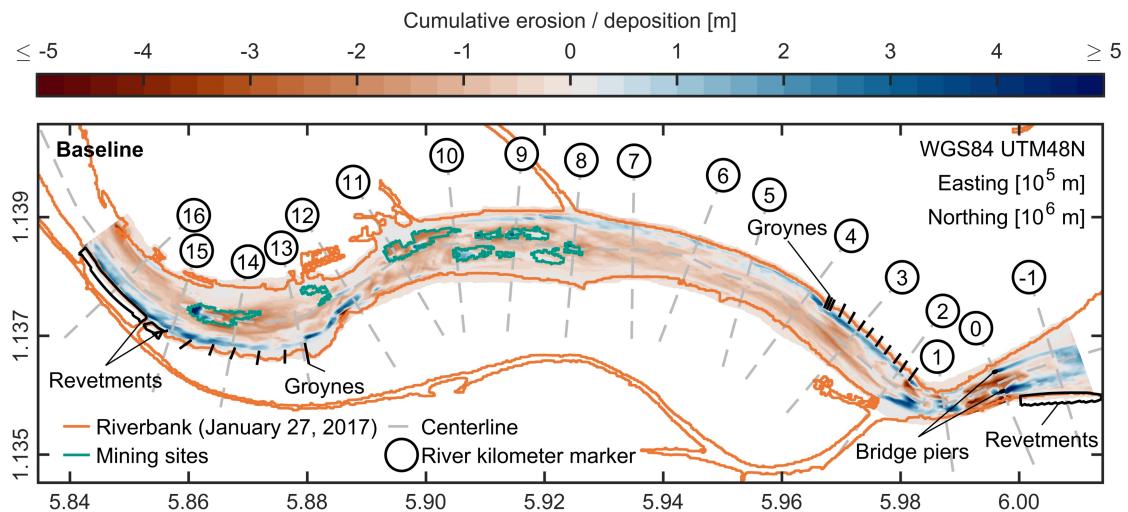 Cumulative erosion / deposition [m]
≤ -5 -4 -3 -2 -1 0 1 2 3 4 ≥ 5
Baseline
WGS84 UTM48N
Easting [10⁵ m]
Northing [10⁶ m]
16 15 14 13 12 11 10 9 8 7 6 5 4 3 2 1 0 -1
Groynes
Revetments
Groynes
Bridge piers
Revetments
Riverbank (January 27, 2017)
Centerline
Mining sites
River kilometer marker
1.139
1.137
1.135
5.84 5.86 5.88 5.90 5.92 5.94 5.96 5.98 6.00